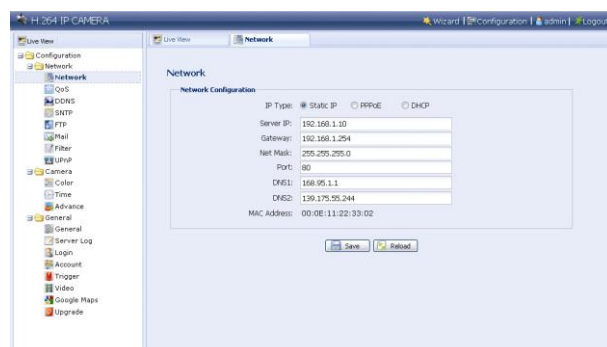 H.264 IP CAMERA
Wizard | Configuration | admin | Logout
Live View
Configuration
Network
Network
QoS
DDNS
SNTP
FTP
Mail
Filter
UPnP
Camera
Color
Time
Advance
General
General
Server Log
Login
Account
Trigger
Video
Google Maps
Upgrade
Live View
Network
Network
Network Configuration
IP Type: Static IP PPPoE DHCP
Server IP: 192.168.1.10
Gateway: 192.168.1.254
Net Mask: 255.255.255.0
Port: 80
DNS1: 168.95.1.1
DNS2: 139.175.55.244
MAC Address: 00:0E:11:22:33:02
Save Reload